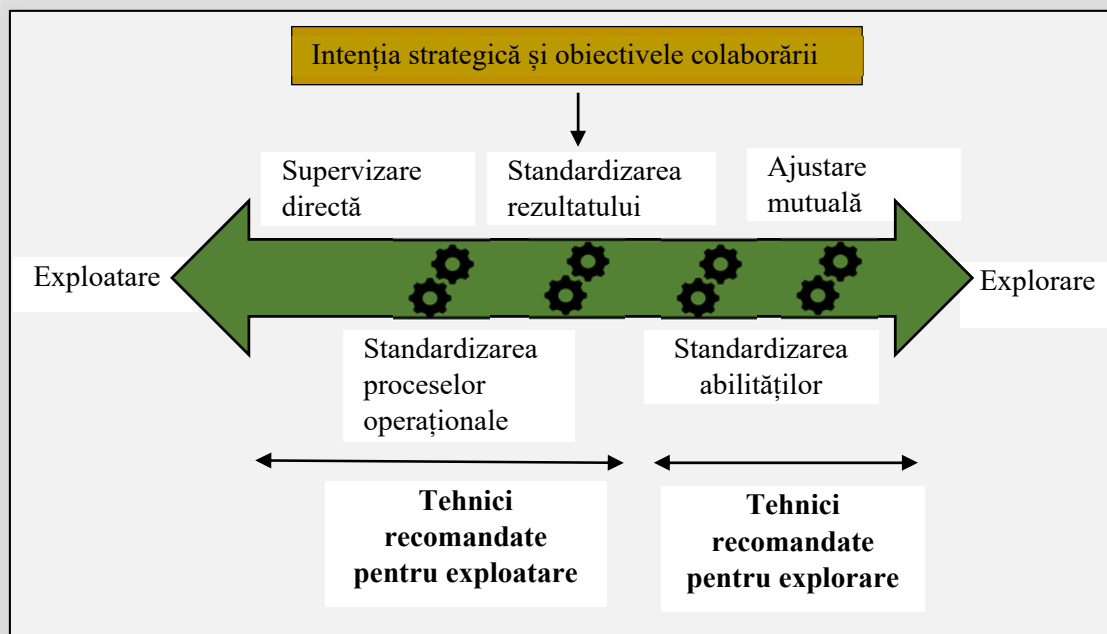 Intenția strategică și obiectivele colaborării
Supervizare
directă
Standardizarea
rezultatului
Ajustare
mutuală
Exploatare
Explorare
Standardizarea
proceselor
operaționale
Standardizarea
abilităților
Tehnici
recomandate
pentru exploatare
Tehnici
recomandate
pentru explorare